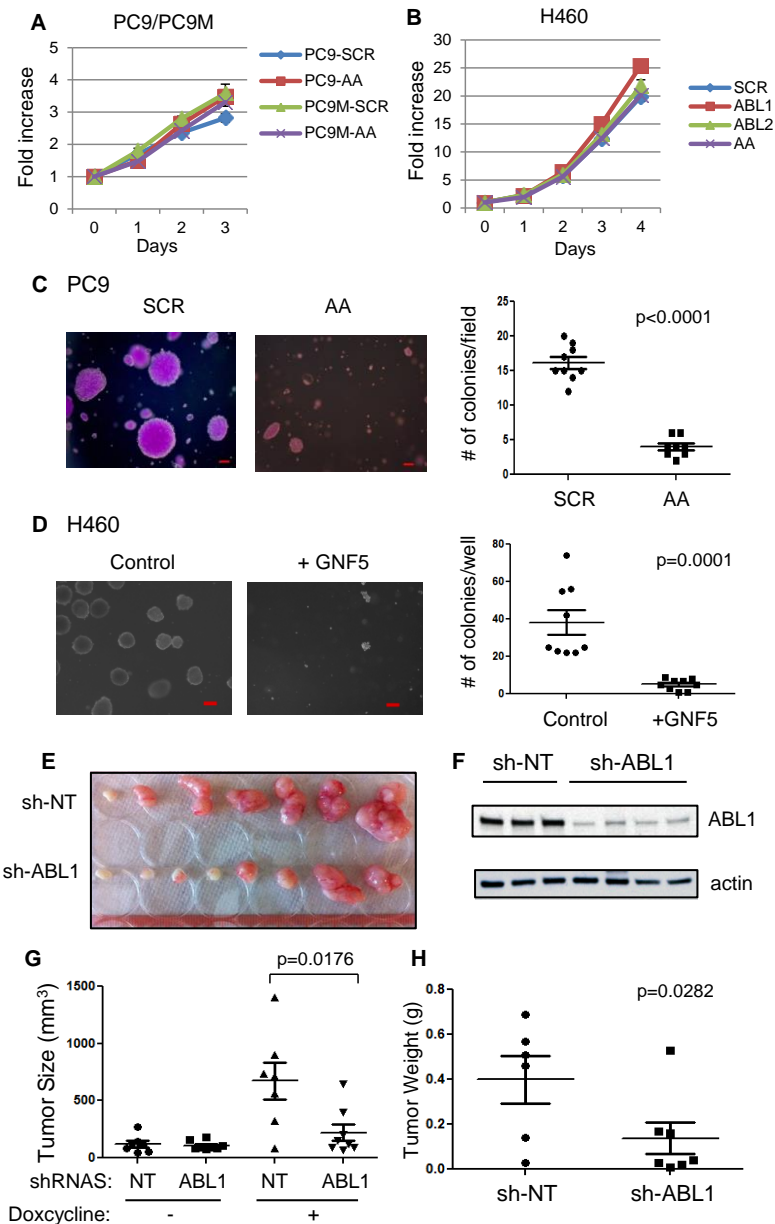 A
PC9/PC9M
Fold increase
5
4
3
2
1
0
0 1 2 3
Days
PC9-SCR
PC9-AA
PC9M-SCR
PC9M-AA
B
H460
Fold increase
30
25
20
15
10
5
0
0 1 2 3 4
Days
SCR
ABL1
ABL2
AA
C PC9
SCR AA
# of colonies/field
25
20
15
10
5
0
p<0.0001
SCR AA
D H460
Control + GNF5
# of colonies/well
80
60
40
20
0
p=0.0001
Control +GNF5
E
sh-NT
sh-ABL1
F
sh-NT sh-ABL1
ABL1
actin
G
p=0.0176
Tumor Size (mm³)
1500
1000
500
0
shRNAS: NT ABL1 NT ABL1
Doxycycline: - +
H
p=0.0282
Tumor Weight (g)
0.8
0.6
0.4
0.2
0.0
sh-NT sh-ABL1